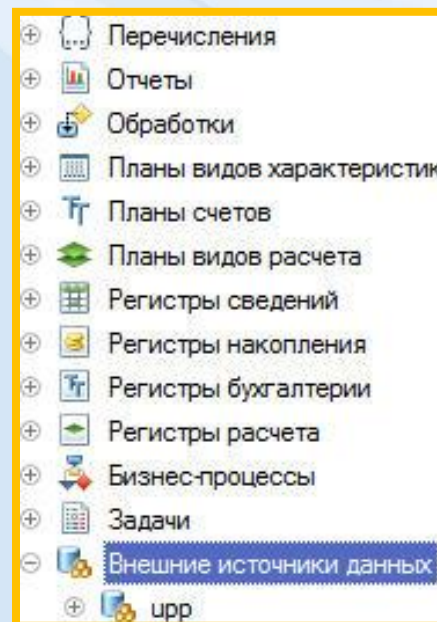 Перечисления
Отчеты
Обработки
Планы видов характеристик
Планы счетов
Планы видов расчета
Регистры сведений
Регистры накопления
Регистры бухгалтерии
Регистры расчета
Бизнес-процессы
Задачи
Внешние источники данных
upp